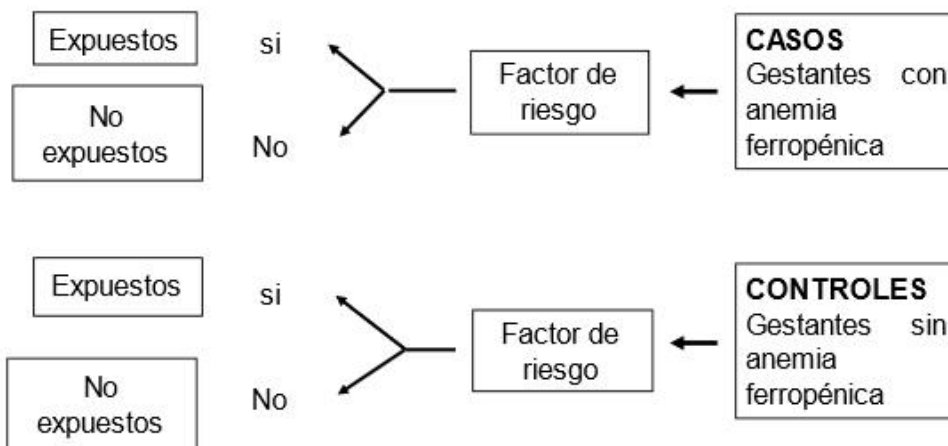 Expuestos
si
No
expuestos
No
Factor de
riesgo
CASOS
Gestantes con
anemia
ferropénica
Expuestos
si
No
expuestos
No
Factor de
riesgo
CONTROLES
Gestantes sin
anemia
ferropénica